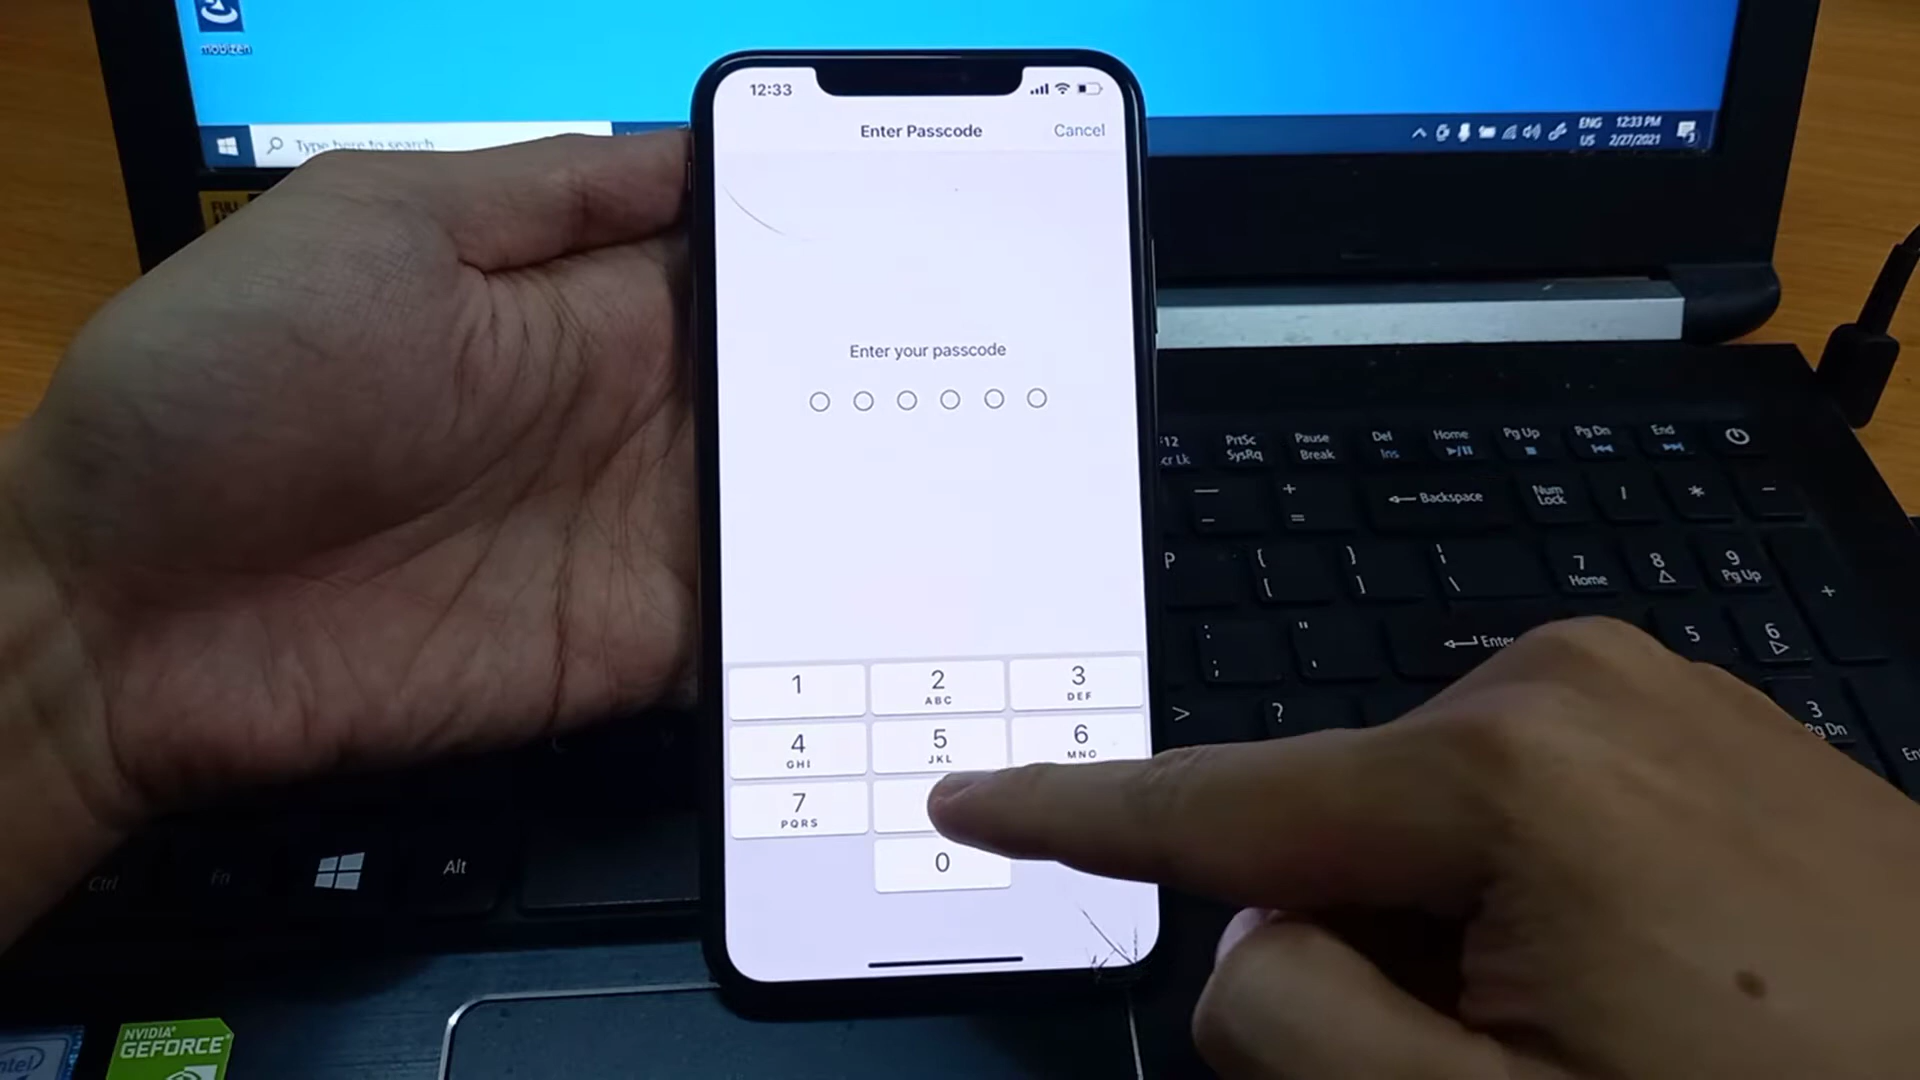 mobizen
Type here to search
ENG
US
12:33 PM
2/27/2021
12:33
Enter Passcode
Cancel
Enter your passcode
1
2
ABC
3
DEF
4
GHI
5
JKL
6
MNO
7
PQRS
0
FULL
F12
PrtSc
SysRq
Pause
Break
Del
Ins
Home
Pg Up
Pg Dn
End
— _
+ =
Backspace
Num
Lock
/
*
-
P
{ [
} ]
¦ \
7
Home
8
9
Pg Up
+
: ;
" '
Enter
5
6
>
?
3
Pg Dn
Ctrl
Fn
Alt
NVIDIA
GEFORCE
intel